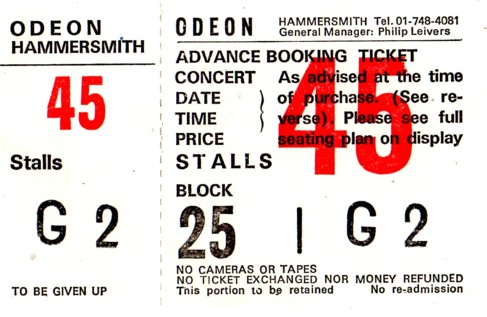 ODEON
HAMMERSMITH
45
Stalls
G 2
TO BE GIVEN UP
ODEON HAMMERSMITH Tel. 01-748-4081
General Manager: Philip Leivers
ADVANCE BOOKING TICKET
CONCERT As advised at the time
DATE } of purchase. (See re-
TIME } verse). Please see full
PRICE seating plan on display
45
STALLS
BLOCK
25 | G 2
NO CAMERAS OR TAPES
NO TICKET EXCHANGED NOR MONEY REFUNDED
This portion to be retained No re-admission